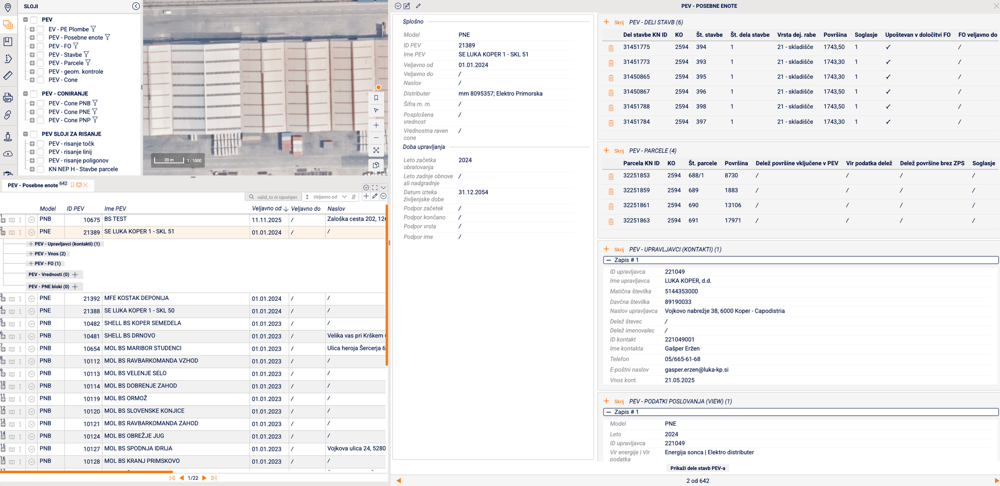 SLOJI
PEV
EV - PE Plombe
PEV - Posebne enote
PEV - FO
PEV - Stavbe
PEV - Parcele
PEV - geom. kontrole
PEV - Cone
PEV - CONIRANJE
PEV - Cone PNB
PEV - Cone PNE
PEV - Cone PNP
PEV SLOJI ZA RISANJE
PEV - risanje točk
PEV - risanje linij
PEV - risanje poligonov
KN NEP H - Stavbe parcele
20 m 1 : 1000
PEV - Posebne enote 642
valid_to ni izpolnjen Veljavno od
Model ID PEV Ime PEV Veljavno od Veljavno do Naslov
1 PNB 10675 BS TEST 11.11.2025 / Zaloška cesta 202, 126
2 PNE 21389 SE LUKA KOPER 1 - SKL 51 01.01.2024 / /
PEV - Upravljavci (kontakti) (1)
PEV - Vnos (2)
PEV - FO (1)
PEV - Vrednosti (0)
PEV - PNE bloki (0)
3 PNE 21392 MFE KOSTAK DEPONIJA 01.01.2024 / /
4 PNE 21388 SE LUKA KOPER 1 - SKL 50 01.01.2024 / /
5 PNB 10482 SHELL BS KOPER SEMEDELA 01.01.2023 / /
6 PNB 10481 SHELL BS DRNOVO 01.01.2023 / Velika vas pri Krškem
7 PNB 10654 MOL BS MARIBOR STUDENCI 01.01.2023 / Ulica heroja Šercerja 6
8 PNB 10112 MOL BS RAVBARKOMANDA VZHOD 01.01.2023 / /
9 PNB 10113 MOL BS VELENJE SELO 01.01.2023 / /
10 PNB 10114 MOL BS DOBRENJE ZAHOD 01.01.2023 / /
11 PNB 10119 MOL BS ORMOŽ 01.01.2023 / /
12 PNB 10120 MOL BS SLOVENSKE KONJICE 01.01.2023 / /
13 PNB 10121 MOL BS RAVBARKOMANDA ZAHOD 01.01.2023 / /
14 PNB 10124 MOL BS OBREŽJE JUG 01.01.2023 / /
15 PNB 10127 MOL BS SPODNJA IDRIJA 01.01.2023 / Vojkova ulica 24, 5280
16 PNB 10128 MOL BS KRANJ PRIMSKOVO 01.01.2023 / /
1/22
PEV - POSEBNE ENOTE
Splošno
Model PNE
ID PEV 21389
Ime PEV SE LUKA KOPER 1 - SKL 51
Veljavno od 01.01.2024
Veljavno do /
Naslov /
Distributer mm 8095357; Elektro Primorska
Šifra m. m. /
Posplošena /
vrednost
Vrednostna raven /
cone
Doba upravljanja
Leto začetka 2024
obratovanja
Leto zadnje obnove /
ali nadgradnje
Datum izteka 31.12.2054
življenjske dobe
Podpor začetek /
Podpor končano /
Podpor vrsta /
Podpor ime /
Skrij PEV - DELI STAVB (6)
Del stavbe KN ID KO Št. stavbe Št. dela stavbe Vrsta dej. rabe Površina Soglasje Upoštevan v določitvi FO FO veljavno do
31451775 2594 394 1 21 - skladišče 1743,50 1 ✓ /
31451773 2594 393 1 21 - skladišče 1743,30 1 ✓ /
31450865 2594 395 1 21 - skladišče 1743,50 1 ✓ /
31450867 2594 396 1 21 - skladišče 1743,50 1 ✓ /
31451788 2594 398 1 21 - skladišče 1743,50 1 ✓ /
31451784 2594 397 1 21 - skladišče 1743,30 1 ✓ /
Skrij PEV - PARCELE (4)
Parcela KN ID KO Št. parcele Površina Delež površine vključene v PEV Vir podatka delež Delež površine brez ZPS Soglasje
32251853 2594 688/1 8730 / / / /
32251859 2594 689 1883 / / / /
32251861 2594 690 13106 / / / /
32251863 2594 691 17971 / / / /
Skrij PEV - UPRAVLJAVCI (KONTAKTI) (1)
Zapis # 1
ID upravljavca 221049
Ime upravljavca LUKA KOPER, d.d.
Matična številka 5144353000
Davčna številka 89190033
Naslov upravljavca Vojkovo nabrežje 38, 6000 Koper - Capodistria
Delež števec /
Delež imenovalec /
ID kontakt 221049001
Ime kontakta Gašper Eržen
Telefon 05/665-61-68
E-poštni naslov gasper.erzen@luka-kp.si
Vnos kont. 21.05.2025
Skrij PEV - PODATKI POSLOVANJA (VIEW) (1)
Zapis # 1
Model PNE
Leto 2024
ID upravljavca 221049
Vir energije | Vir Energija sonca | Elektro distributer
podatka
Prikaži dele stavb PEV-a
2 od 642